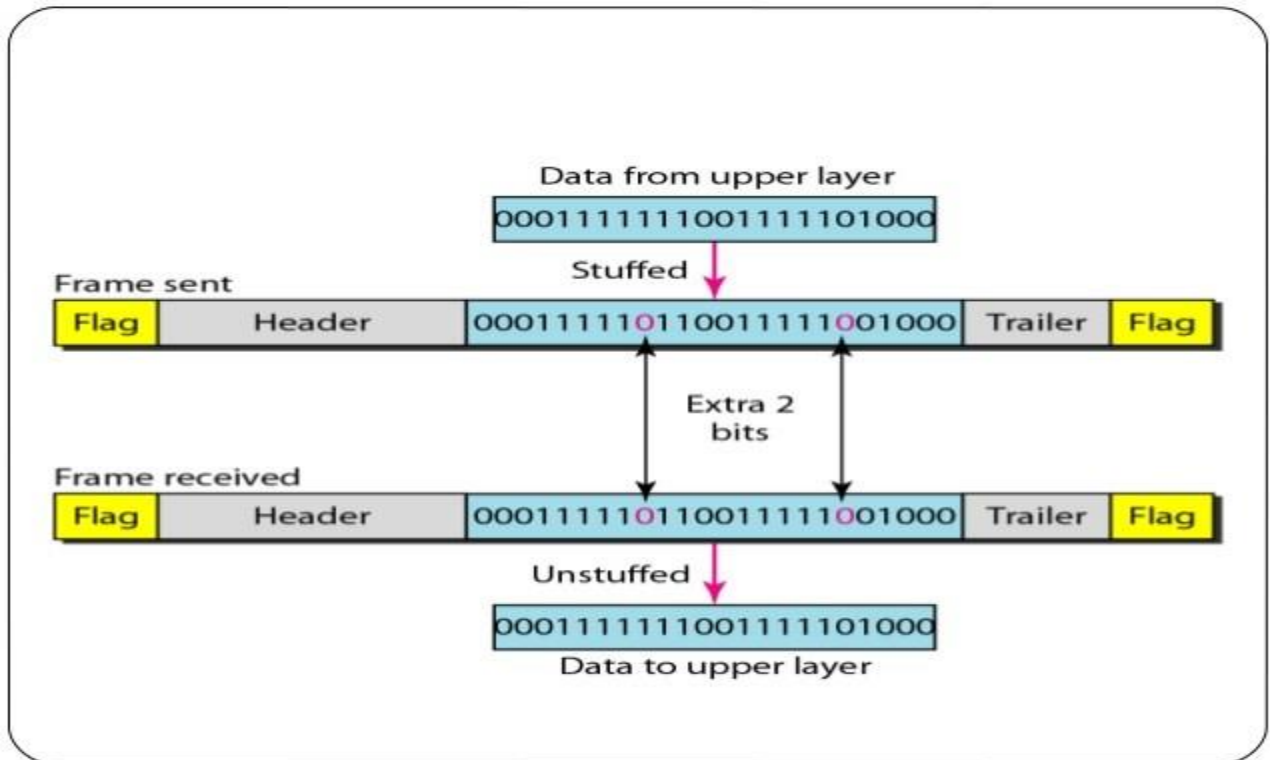 Data from upper layer
0001111111001111101000
Stuffed
Frame sent
Flag Header 000111110110011111001000 Trailer Flag
Extra 2
bits
Frame received
Flag Header 000111110110011111001000 Trailer Flag
Unstuffed
0001111111001111101000
Data to upper layer